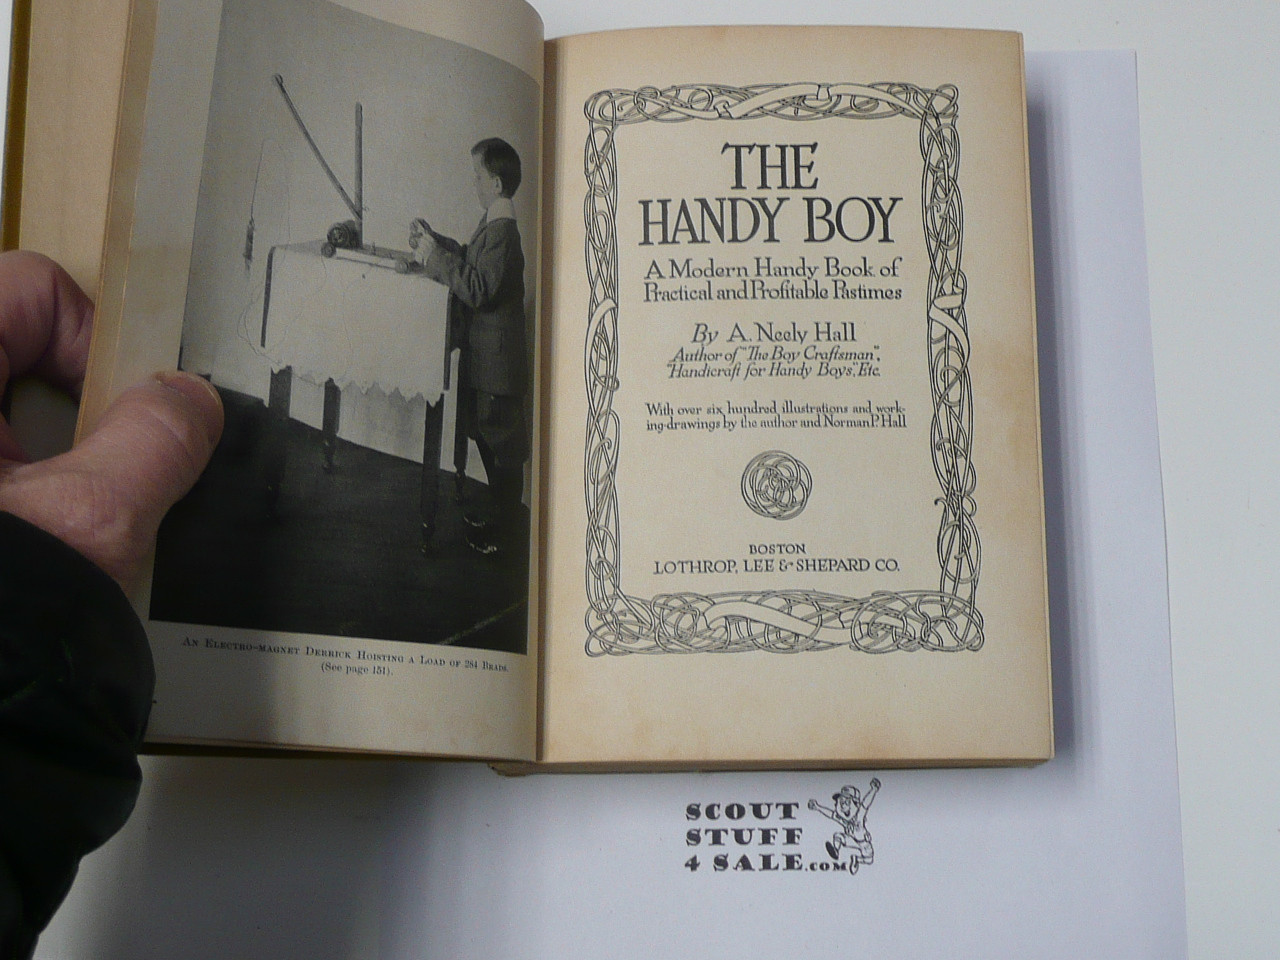 An Electro-magnet Derrick Hoisting a Load of 284 Beads.
(See page 151).
THE
HANDY BOY
A Modern Handy Book of
Practical and Profitable Pastimes
By A. Neely Hall
Author of "The Boy Craftsman",
"Handicraft for Handy Boys", Etc.
With over six hundred illustrations and work-
ing-drawings by the author and Norman P. Hall
BOSTON
LOTHROP, LEE & SHEPARD CO.
SCOUT
STUFF
4 SALE.COM